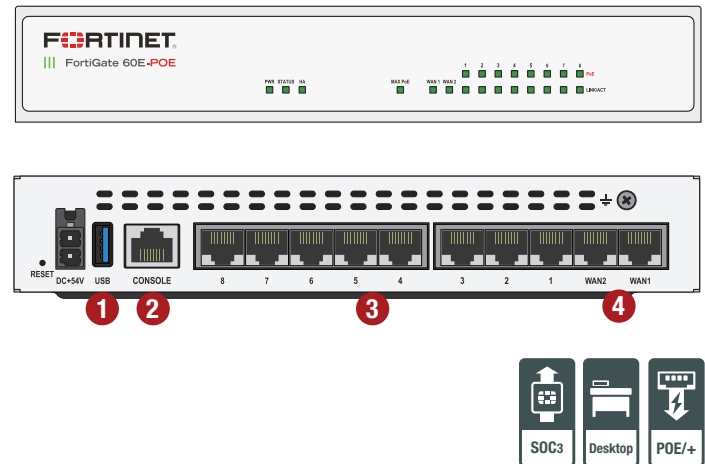 FORTINET
FortiGate 60E-POE
1 2 3 4 5 6 7 8
PoE
PWR STATUS HA MAX PoE WAN 1 WAN 2
LINK/ACT
RESET
DC+54V USB CONSOLE 8 7 6 5 4 3 2 1 WAN2 WAN1
1 2 3 4
SOC3 Desktop POE/+